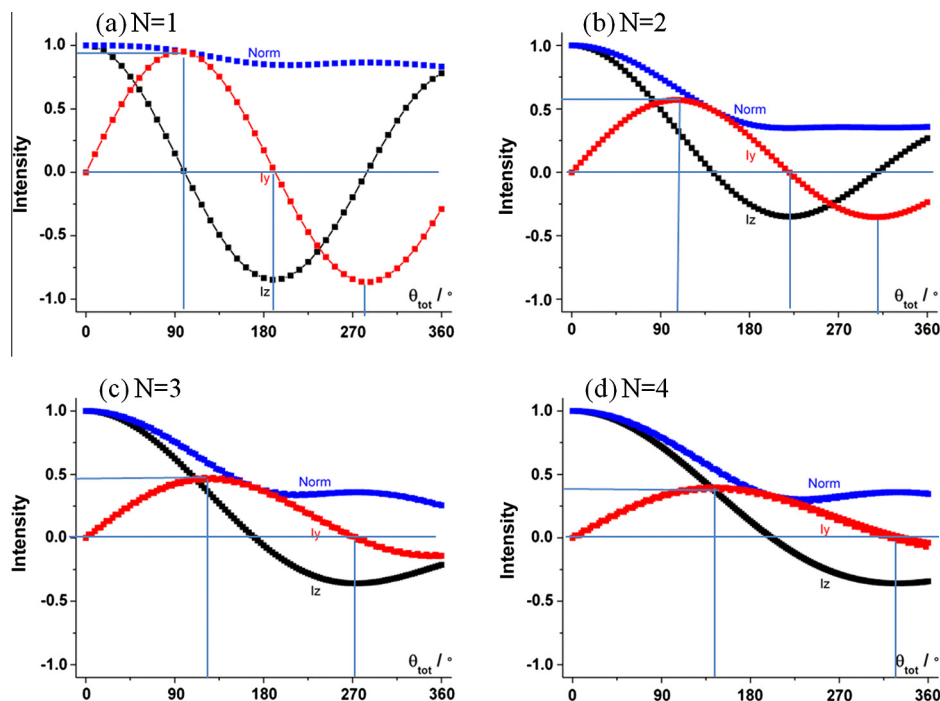 (a) N=1
Intensity
1.0
0.5
0.0
-0.5
-1.0
Norm
Iy
Iz
θtot / °
0 90 180 270 360
(b) N=2
Intensity
1.0
0.5
0.0
-0.5
-1.0
Norm
Iy
Iz
θtot / °
0 90 180 270 360
(c) N=3
Intensity
1.0
0.5
0.0
-0.5
-1.0
Norm
Iy
Iz
θtot / °
0 90 180 270 360
(d) N=4
Intensity
1.0
0.5
0.0
-0.5
-1.0
Norm
Iy
Iz
θtot / °
0 90 180 270 360